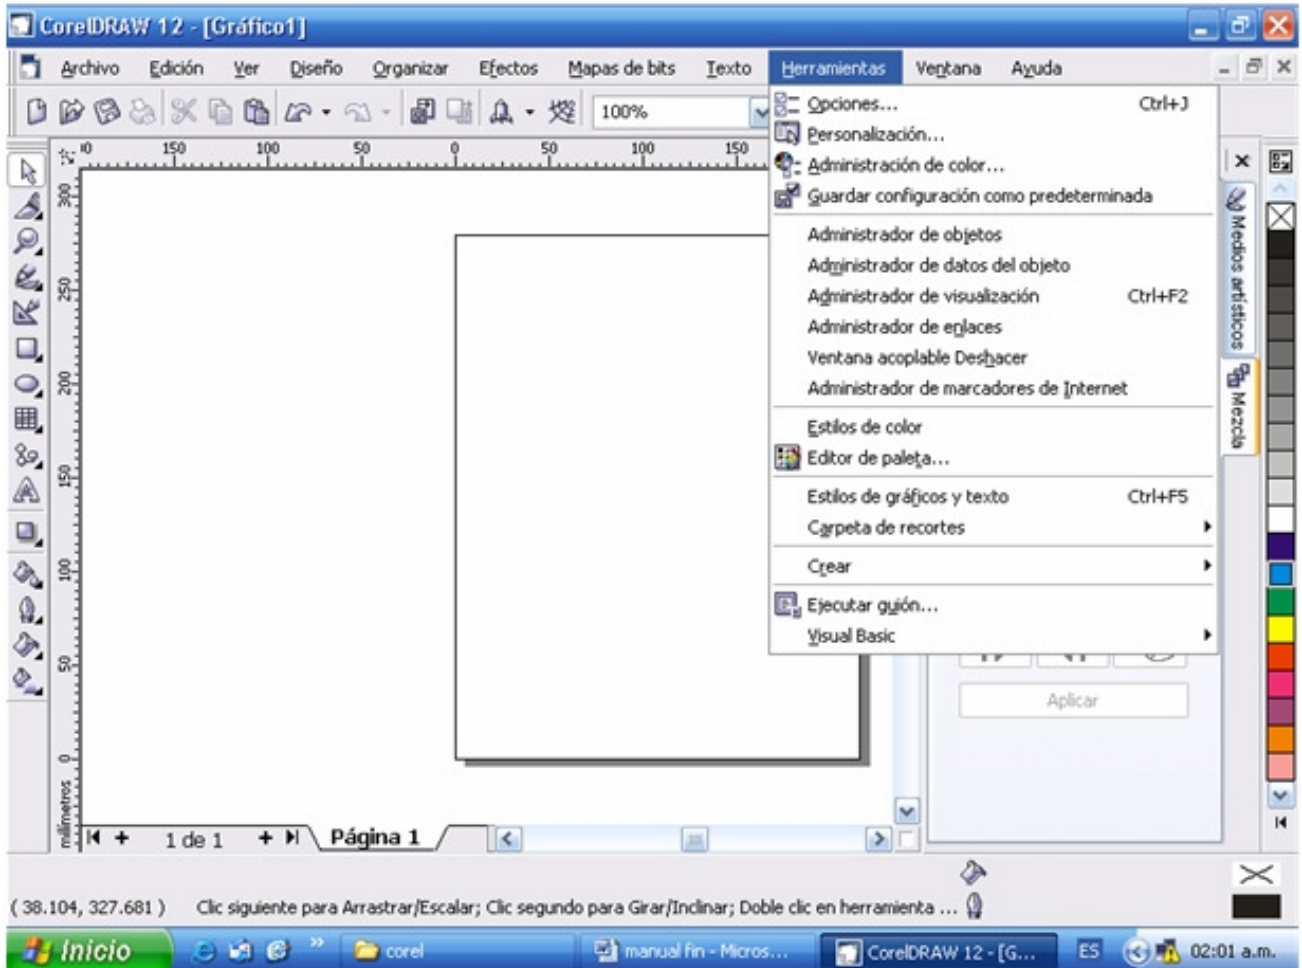 CorelDRAW 12 - [Gráfico1]
Archivo Edición Ver Diseño Organizar Efectos Mapas de bits Texto Herramientas Ventana Ayuda
100%
150 100 50 0 50 100 150
300
250
200
150
100
50
0
milímetros
Opciones... Ctrl+J
Personalización...
Administración de color...
Guardar configuración como predeterminada
Administrador de objetos
Administrador de datos del objeto
Administrador de visualización Ctrl+F2
Administrador de enlaces
Ventana acoplable Deshacer
Administrador de marcadores de Internet
Estilos de color
Editor de paleta...
Estilos de gráficos y texto Ctrl+F5
Carpeta de recortes
Crear
Ejecutar guión...
Visual Basic
Medios artísticos
Mezcla
Aplicar
1 de 1 Página 1
( 38.104, 327.681 ) Clic siguiente para Arrastrar/Escalar; Clic segundo para Girar/Inclinar; Doble clic en herramienta ...
Inicio » corel manual fin - Micros... CorelDRAW 12 - [G... ES 02:01 a.m.